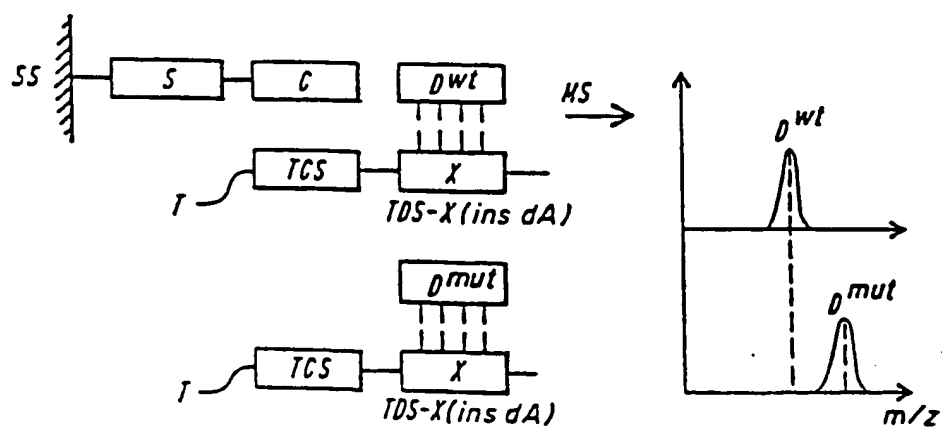 SS S C D wt MS
T TCS X
TDS-X(ins dA)
D mut
T TCS X
TDS-X(ins dA)
D wt
D mut
m/z